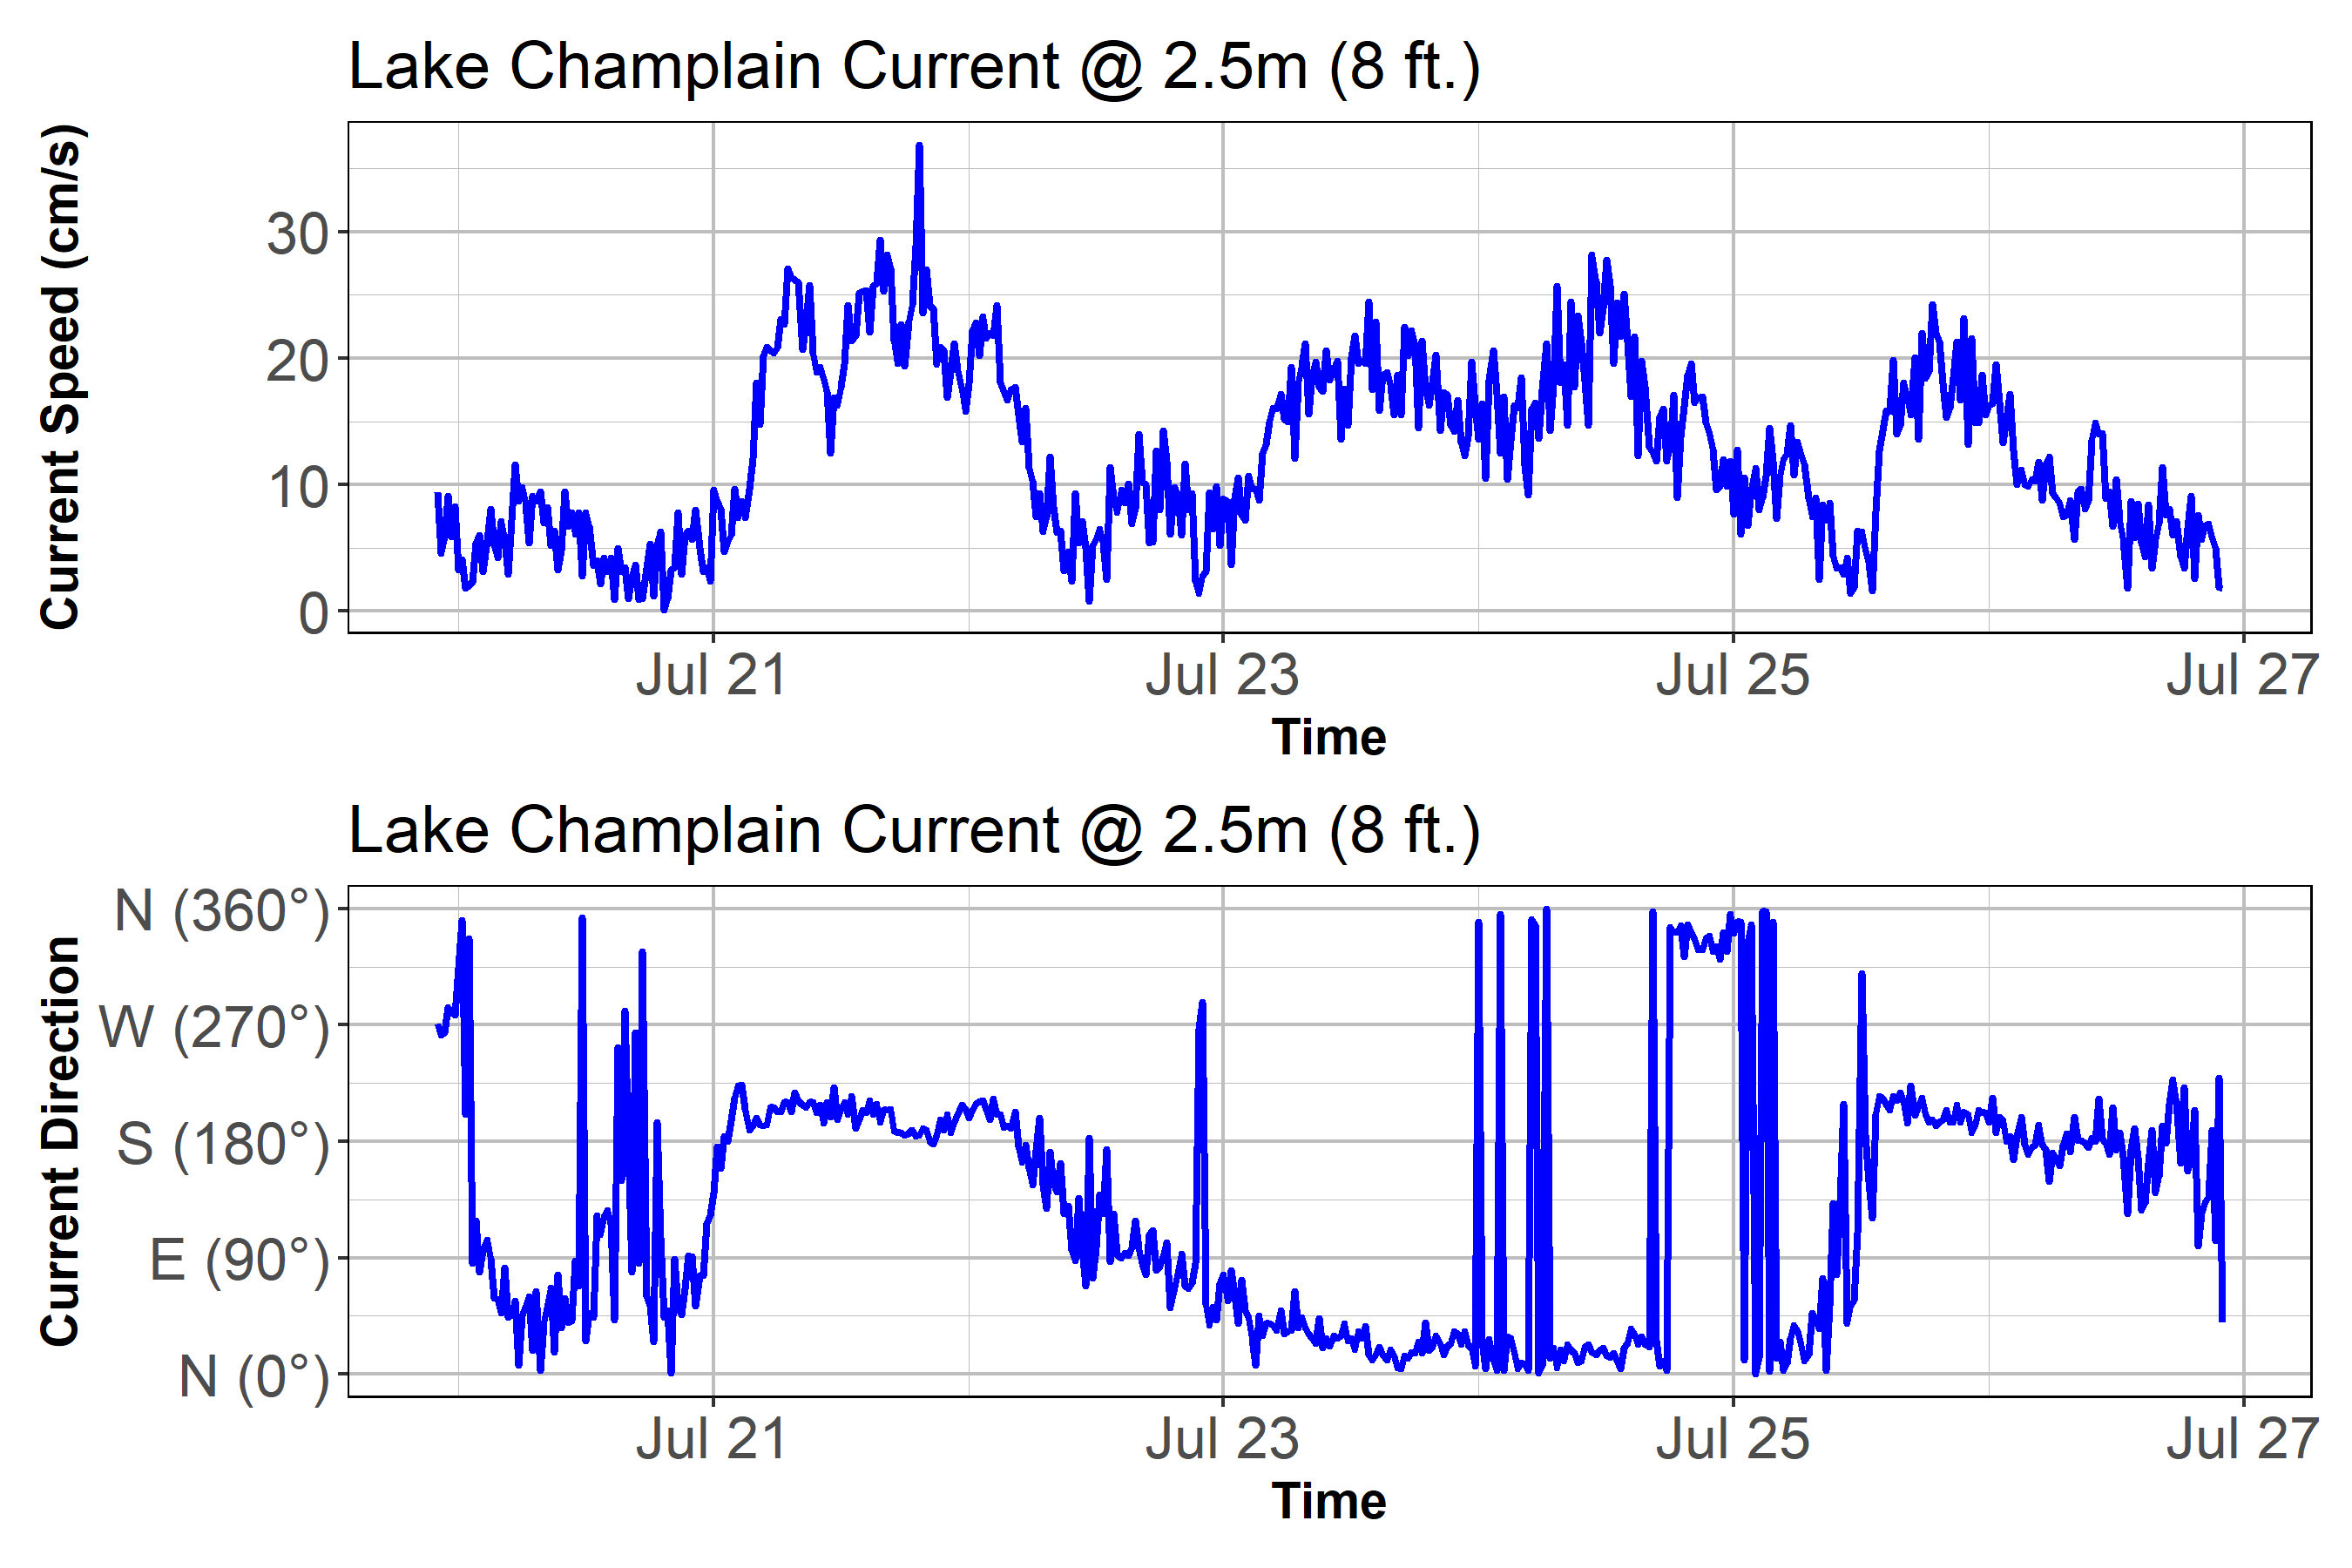 Lake Champlain Current @ 2.5m (8 ft.)
Current Speed (cm/s)
30
20
10
0
Jul 21 Jul 23 Jul 25 Jul 27
Time
Lake Champlain Current @ 2.5m (8 ft.)
Current Direction
N (360°)
W (270°)
S (180°)
E (90°)
N (0°)
Jul 21 Jul 23 Jul 25 Jul 27
Time